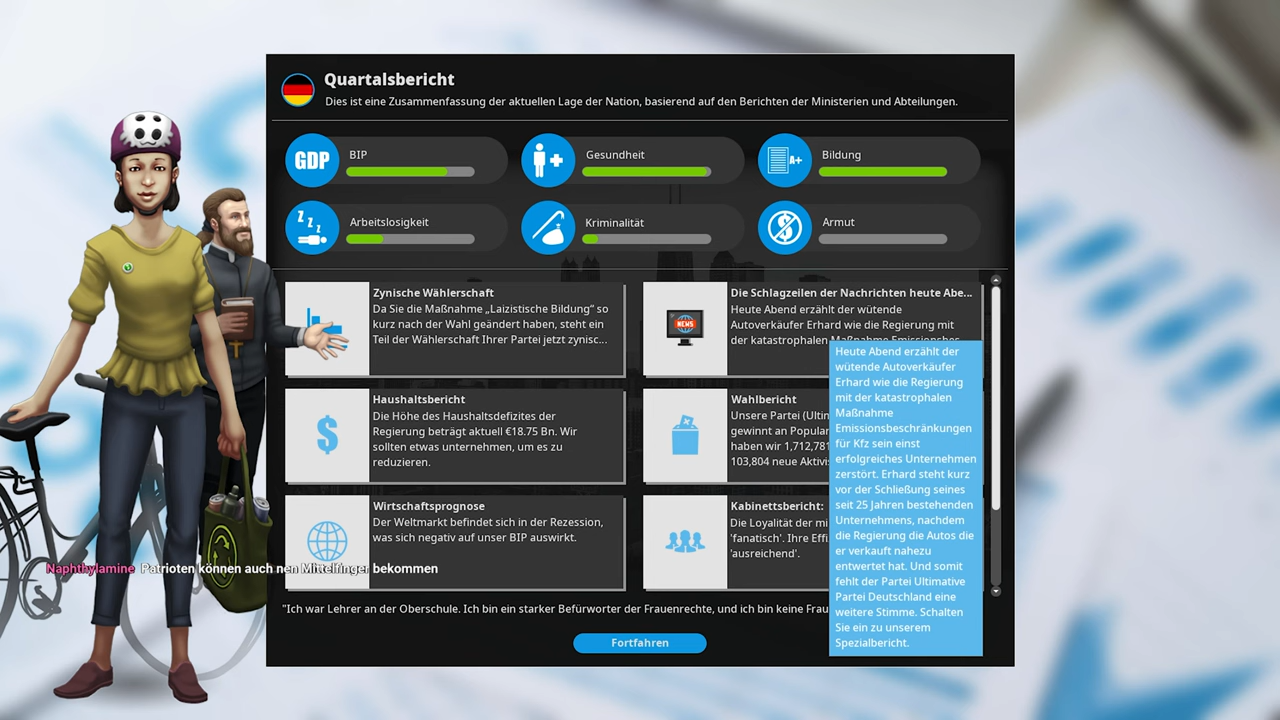 Quartalsbericht
Dies ist eine Zusammenfassung der aktuellen Lage der Nation, basierend auf den Berichten der Ministerien und Abteilungen.
GDP
BIP
Gesundheit
A+
Bildung
Z Z Z
Arbeitslosigkeit
Kriminalität
$
Armut
Zynische Wählerschaft
Da Sie die Maßnahme „Laizistische Bildung“ so
kurz nach der Wahl geändert haben, steht ein
Teil der Wählerschaft Ihrer Partei jetzt zynisc...
NEWS
Die Schlagzeilen der Nachrichten heute Abe...
Heute Abend erzählt der wütende
Autoverkäufer Erhard wie die Regierung mit
der katastrophalen Maßnahme Emissionsbes...
Heute Abend erzählt der
wütende Autoverkäufer
Erhard wie die Regierung
mit der katastrophalen
Maßnahme
Emissionsbeschränkungen
für Kfz sein einst
erfolgreiches Unternehmen
zerstört. Erhard steht kurz
vor der Schließung seines
seit 25 Jahren bestehenden
Unternehmens, nachdem
die Regierung die Autos die
er verkauft nahezu
entwertet hat. Und somit
fehlt der Partei Ultimative
Partei Deutschland eine
weitere Stimme. Schalten
Sie ein zu unserem
Spezialbericht.
$
Haushaltsbericht
Die Höhe des Haushaltsdefizites der
Regierung beträgt aktuell €18.75 Bn. Wir
sollten etwas unternehmen, um es zu
reduzieren.
Wahlbericht
Unsere Partei (Ultim
gewinnt an Popular
haben wir 1,712,781
103,804 neue Aktivi
Wirtschaftsprognose
Der Weltmarkt befindet sich in der Rezession,
was sich negativ auf unser BIP auswirkt.
Kabinettsbericht:
Die Loyalität der mi
'fanatisch'. Ihre Effi
'ausreichend'.
Naphthylamine Patrioten können auch nen Mittelfinger bekommen
"Ich war Lehrer an der Oberschule. Ich bin ein starker Befürworter der Frauenrechte, und ich bin keine Frau
Fortfahren